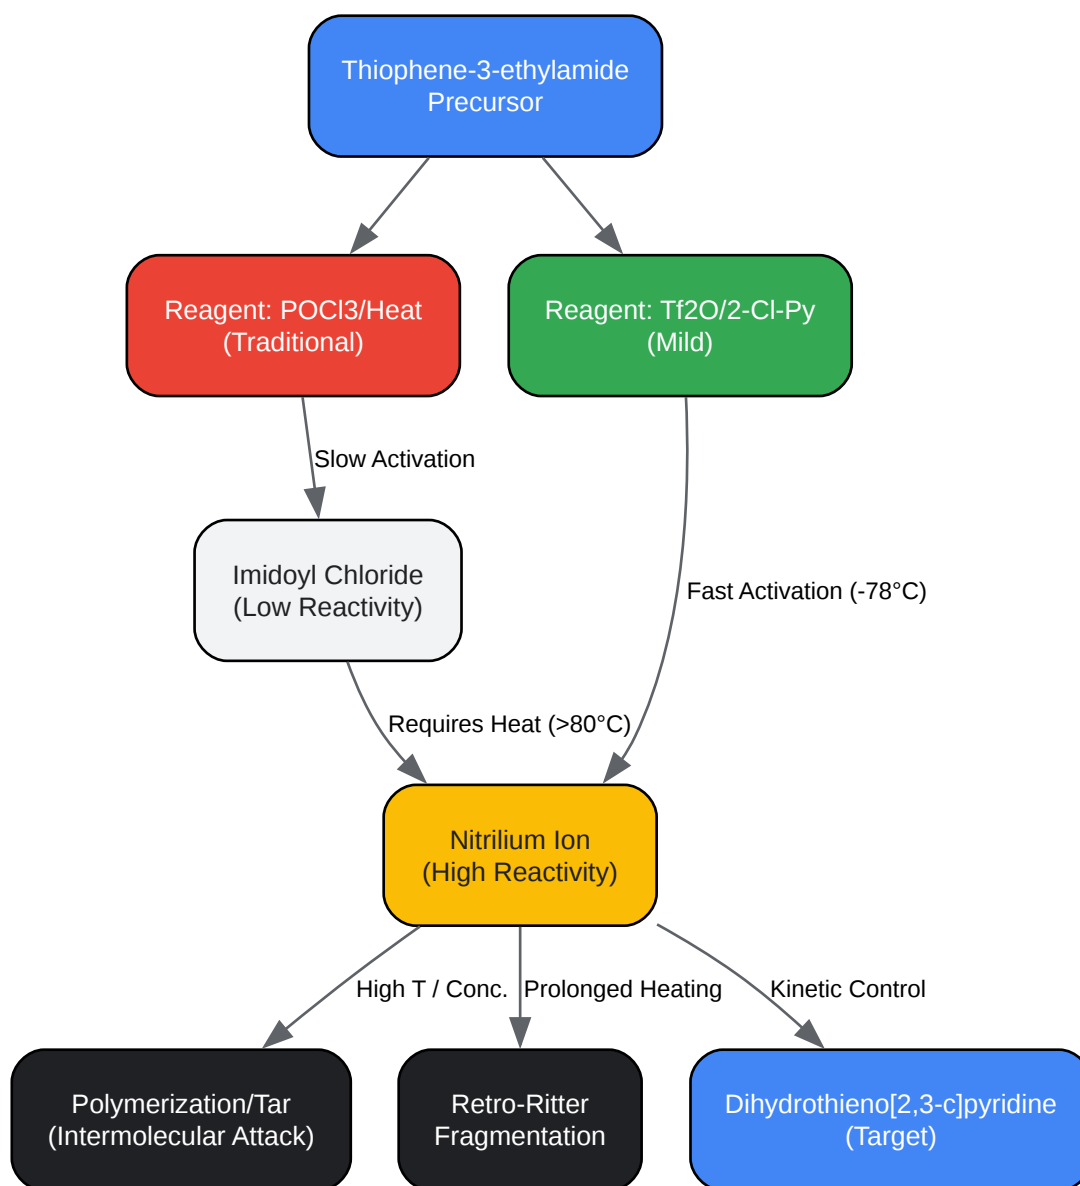 Thiophene-3-ethylamide
Precursor
Reagent: POCl3/Heat
(Traditional)
Reagent: Tf2O/2-Cl-Py
(Mild)
Slow Activation
Imidoyl Chloride
(Low Reactivity)
Fast Activation (-78°C)
Requires Heat (>80°C)
Nitrilium Ion
(High Reactivity)
High T / Conc.
Prolonged Heating
Kinetic Control
Polymerization/Tar
(Intermolecular Attack)
Retro-Ritter
Fragmentation
Dihydrothieno[2,3-c]pyridine
(Target)